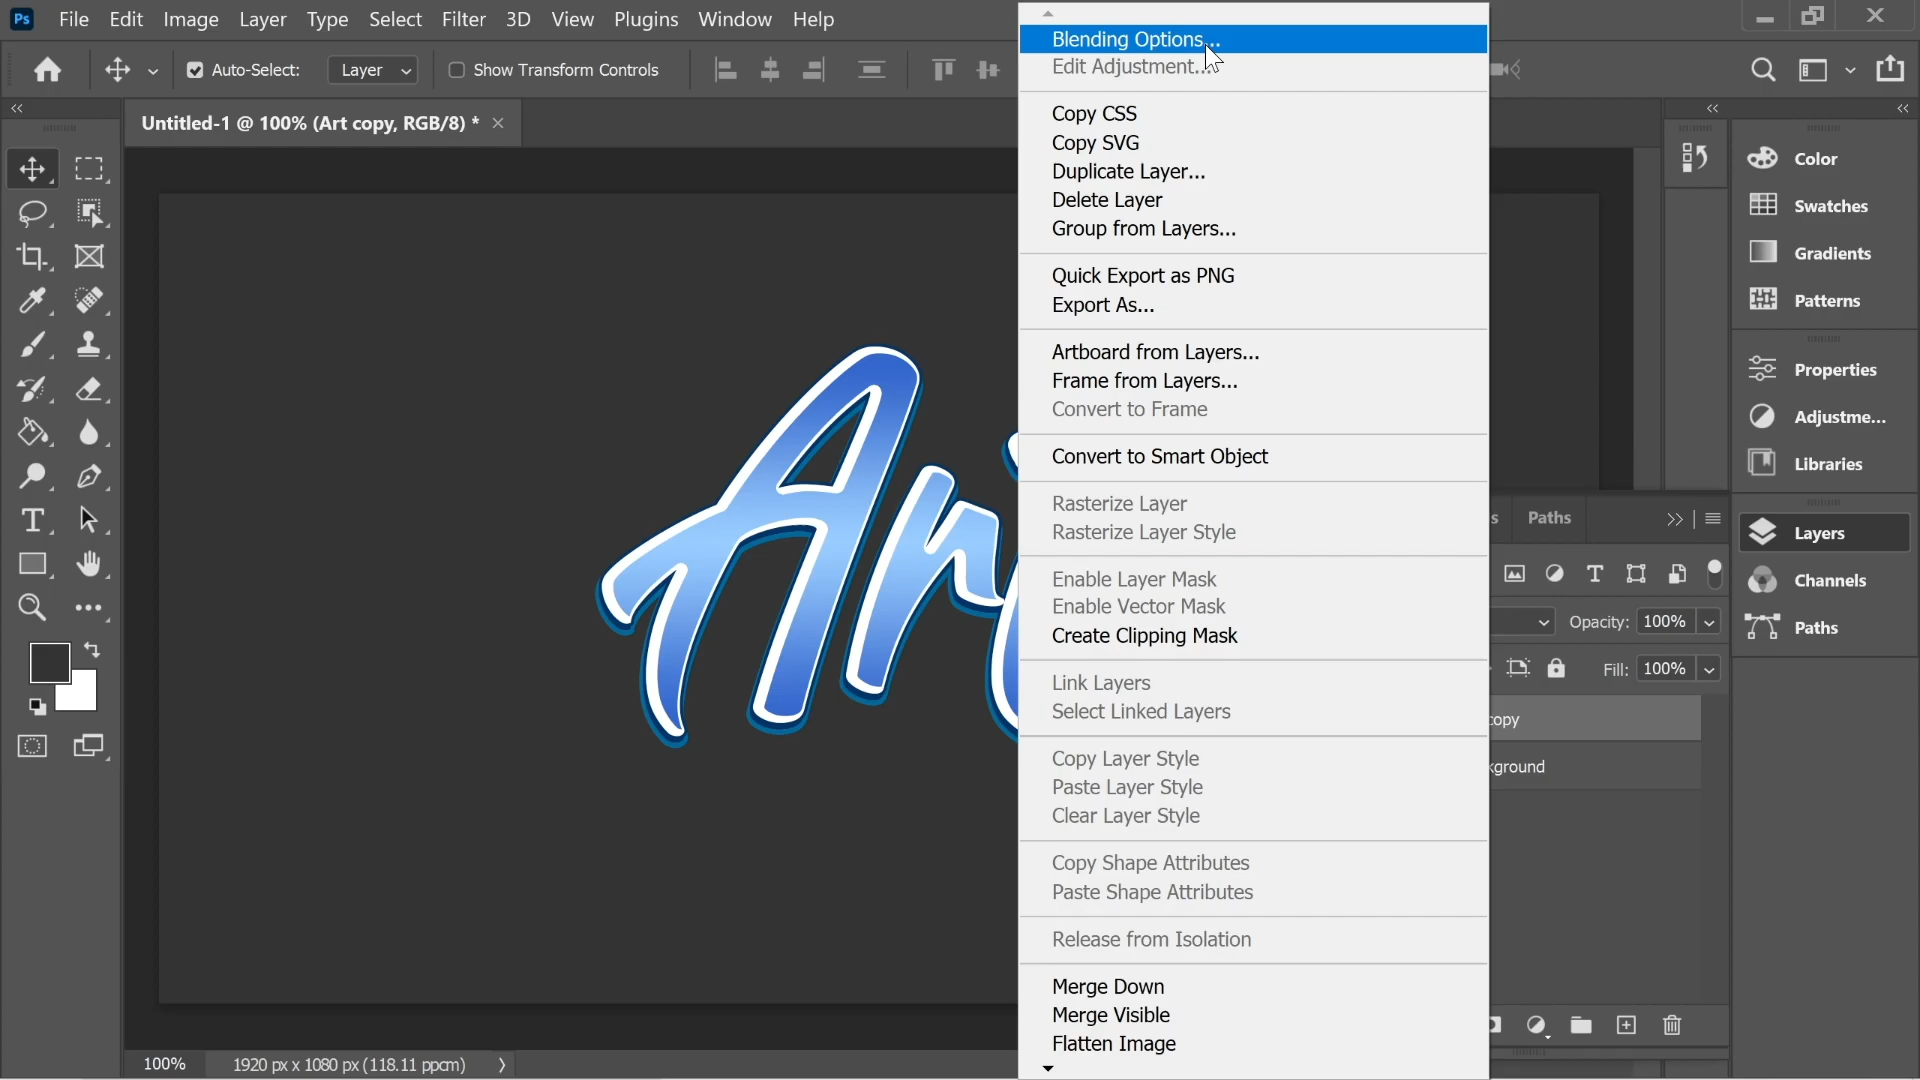 Ps File Edit Image Layer Type Select Filter 3D View Plugins Window Help
Auto-Select: Layer Show Transform Controls
Untitled-1 @ 100% (Art copy, RGB/8) * ×
Blending Options...
Edit Adjustment...
Copy CSS
Copy SVG
Duplicate Layer...
Delete Layer
Group from Layers...
Quick Export as PNG
Export As...
Artboard from Layers...
Frame from Layers...
Convert to Frame
Convert to Smart Object
Rasterize Layer
Rasterize Layer Style
Enable Layer Mask
Enable Vector Mask
Create Clipping Mask
Link Layers
Select Linked Layers
Copy Layer Style
Paste Layer Style
Clear Layer Style
Copy Shape Attributes
Paste Shape Attributes
Release from Isolation
Merge Down
Merge Visible
Flatten Image
Color
Swatches
Gradients
Patterns
Properties
Adjustme...
Libraries
Layers
Channels
Paths
s Paths
Opacity: 100%
Fill: 100%
copy
kground
100% 1920 px x 1080 px (118.11 ppcm)